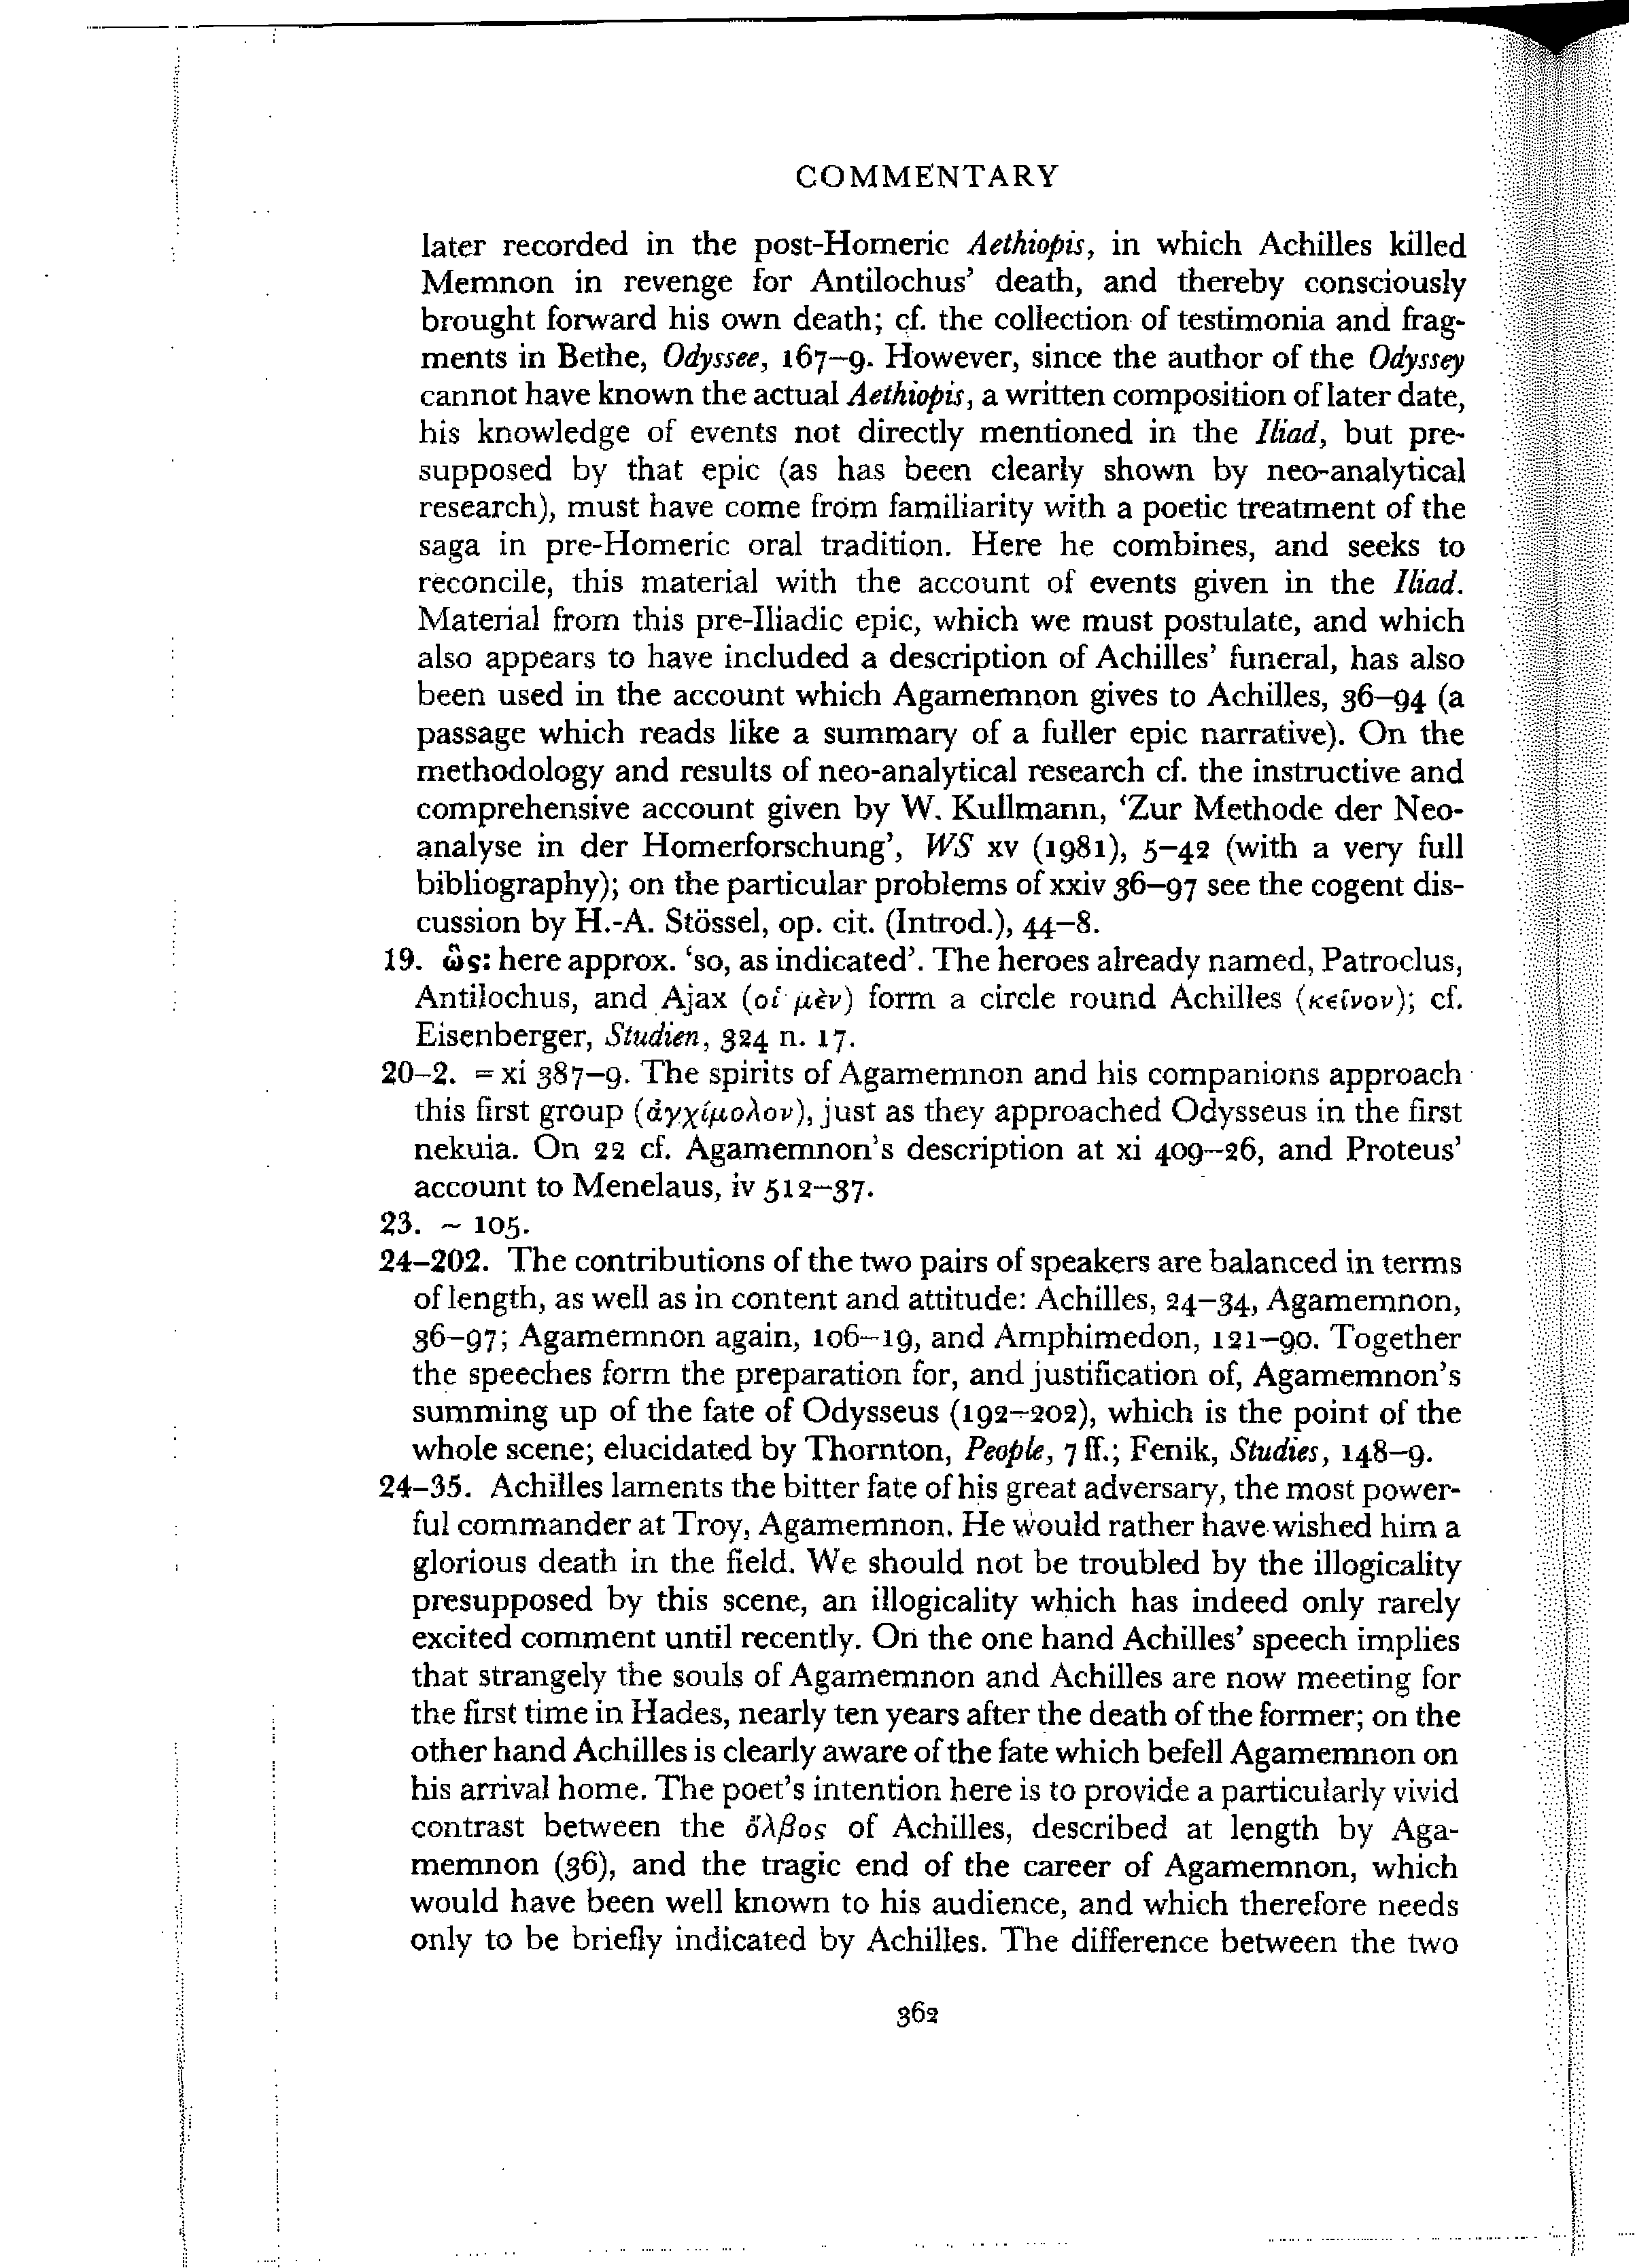 COMMENTARY
later recorded in the post-Homeric Aethiopis, in which Achilles killed
Memnon in revenge for Antilochus’ death, and thereby consciously
brought forward his own death; cf. the collection of testimonia and frag-
ments in Bethe, Odyssee, 167–9. However, since the author of the Odyssey
cannot have known the actual Aethiopis, a written composition of later date,
his knowledge of events not directly mentioned in the Iliad, but pre-
supposed by that epic (as has been clearly shown by neo-analytical
research), must have come from familiarity with a poetic treatment of the
saga in pre-Homeric oral tradition. Here he combines, and seeks to
reconcile, this material with the account of events given in the Iliad.
Material from this pre-Iliadic epic, which we must postulate, and which
also appears to have included a description of Achilles’ funeral, has also
been used in the account which Agamemnon gives to Achilles, 36–94 (a
passage which reads like a summary of a fuller epic narrative). On the
methodology and results of neo-analytical research cf. the instructive and
comprehensive account given by W. Kullmann, ‘Zur Methode der Neo-
analyse in der Homerforschung’, WS xv (1981), 5–42 (with a very full
bibliography); on the particular problems of xxiv 36–97 see the cogent dis-
cussion by H.-A. Stössel, op. cit. (Introd.), 44–8.
19. ὣς: here approx. ‘so, as indicated’. The heroes already named, Patroclus,
Antilochus, and Ajax (οἱ μὲν) form a circle round Achilles (κεῖνον); cf.
Eisenberger, Studien, 324 n. 17.
20–2. = xi 387–9. The spirits of Agamemnon and his companions approach
this first group (ἀγχίμολον), just as they approached Odysseus in the first
nekuia. On 22 cf. Agamemnon’s description at xi 409–26, and Proteus’
account to Menelaus, iv 512–37.
23. ~ 105.
24–202. The contributions of the two pairs of speakers are balanced in terms
of length, as well as in content and attitude: Achilles, 24–34, Agamemnon,
36–97; Agamemnon again, 106–19, and Amphimedon, 121–90. Together
the speeches form the preparation for, and justification of, Agamemnon’s
summing up of the fate of Odysseus (192–202), which is the point of the
whole scene; elucidated by Thornton, People, 7 ff.; Fenik, Studies, 148–9.
24–35. Achilles laments the bitter fate of his great adversary, the most power-
ful commander at Troy, Agamemnon. He would rather have wished him a
glorious death in the field. We should not be troubled by the illogicality
presupposed by this scene, an illogicality which has indeed only rarely
excited comment until recently. On the one hand Achilles’ speech implies
that strangely the souls of Agamemnon and Achilles are now meeting for
the first time in Hades, nearly ten years after the death of the former; on the
other hand Achilles is clearly aware of the fate which befell Agamemnon on
his arrival home. The poet’s intention here is to provide a particularly vivid
contrast between the ὄλβος of Achilles, described at length by Aga-
memnon (36), and the tragic end of the career of Agamemnon, which
would have been well known to his audience, and which therefore needs
only to be briefly indicated by Achilles. The difference between the two
362